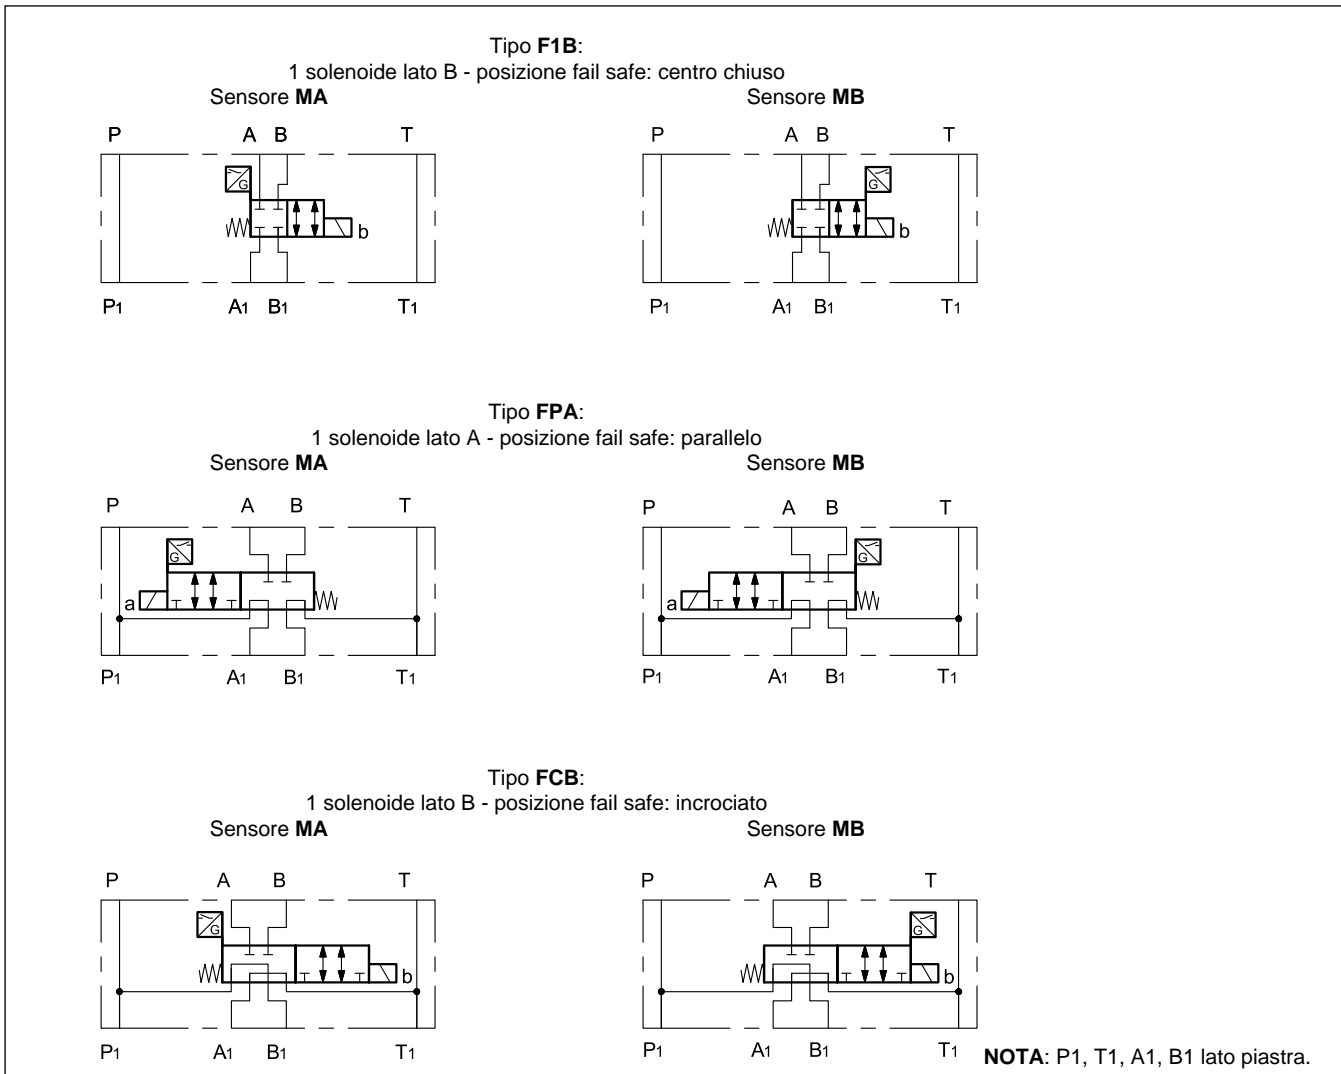 Tipo F1B:
1 solenoide lato B - posizione fail safe: centro chiuso
Sensore MA
Sensore MB
P A B T
P A B T
G
G
b
b
P1 A1 B1 T1
P1 A1 B1 T1
Tipo FPA:
1 solenoide lato A - posizione fail safe: parallelo
Sensore MA
Sensore MB
P A B T
P A B T
G
G
a
a
P1 A1 B1 T1
P1 A1 B1 T1
Tipo FCB:
1 solenoide lato B - posizione fail safe: incrociato
Sensore MA
Sensore MB
P A B T
P A B T
G
G
b
b
P1 A1 B1 T1
P1 A1 B1 T1
NOTA: P1, T1, A1, B1 lato piastra.